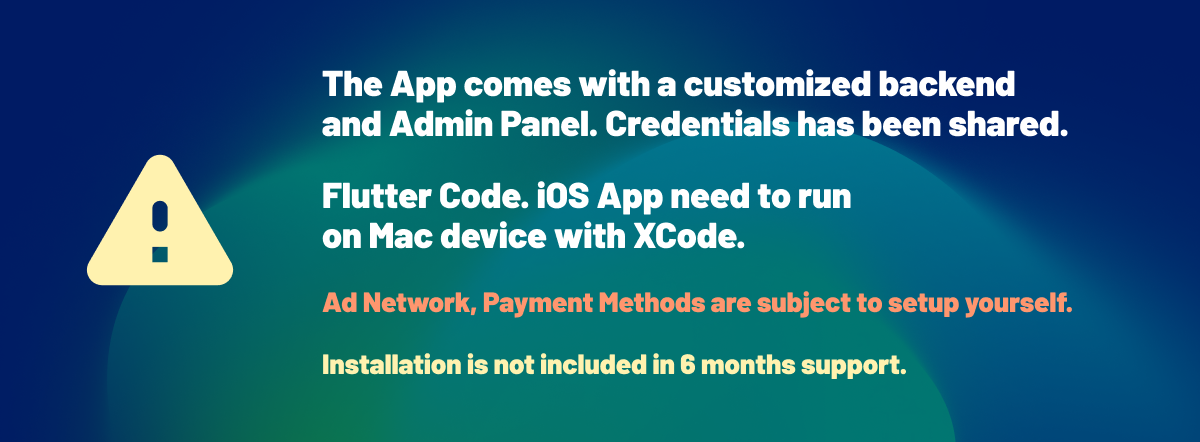 The App comes with a customized backend
and Admin Panel. Credentials has been shared.
Flutter Code. iOS App need to run
on Mac device with XCode.
Ad Network, Payment Methods are subject to setup yourself.
Installation is not included in 6 months support.